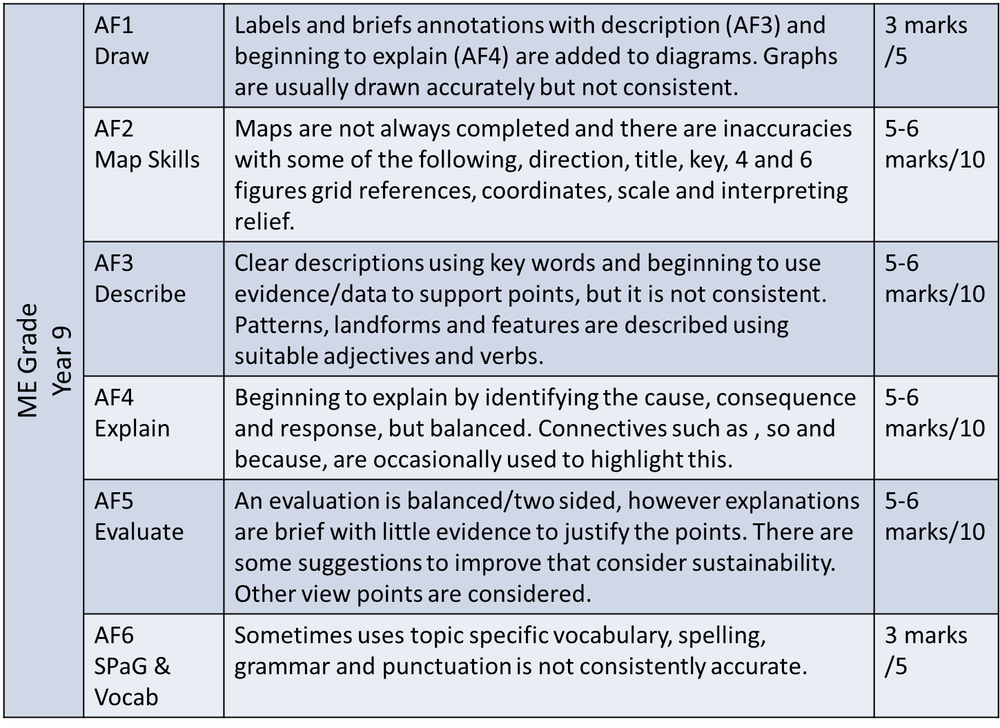 ME Grade
Year 9
AF1
Draw
Labels and briefs annotations with description (AF3) and
beginning to explain (AF4) are added to diagrams. Graphs
are usually drawn accurately but not consistent.
3 marks
/5
AF2
Map Skills
Maps are not always completed and there are inaccuracies
with some of the following, direction, title, key, 4 and 6
figures grid references, coordinates, scale and interpreting
relief.
5-6
marks/10
AF3
Describe
Clear descriptions using key words and beginning to use
evidence/data to support points, but it is not consistent.
Patterns, landforms and features are described using
suitable adjectives and verbs.
5-6
marks/10
AF4
Explain
Beginning to explain by identifying the cause, consequence
and response, but balanced. Connectives such as , so and
because, are occasionally used to highlight this.
5-6
marks/10
AF5
Evaluate
An evaluation is balanced/two sided, however explanations
are brief with little evidence to justify the points. There are
some suggestions to improve that consider sustainability.
Other view points are considered.
5-6
marks/10
AF6
SPaG &
Vocab
Sometimes uses topic specific vocabulary, spelling,
grammar and punctuation is not consistently accurate.
3 marks
/5